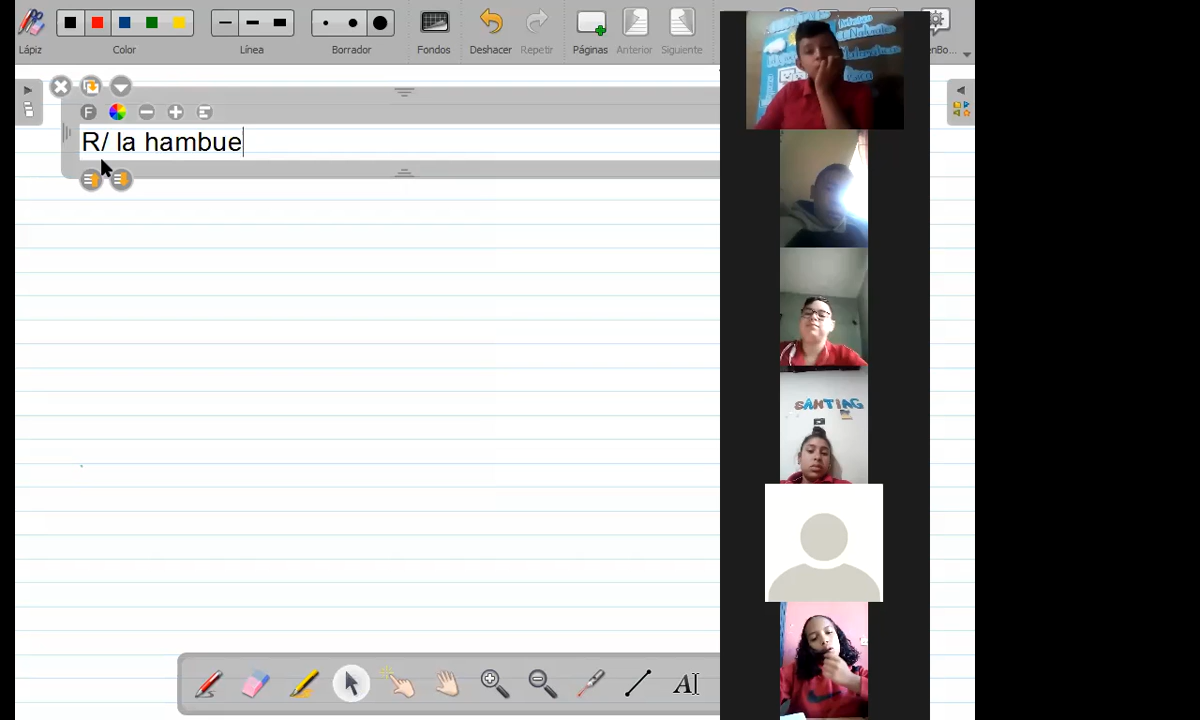 Lápiz
Color
Línea
Borrador
Fondos
Deshacer
Repetir
Páginas
Anterior
Siguiente
R/ la hambue
SANTIAG